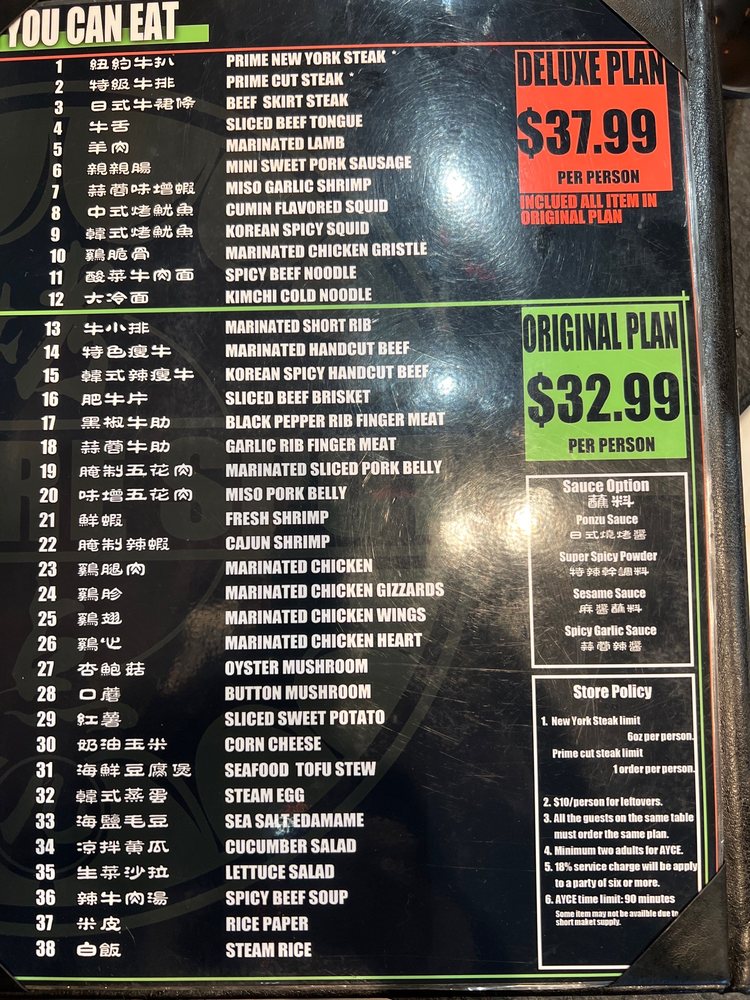 YOU CAN EAT
1 紐約牛扒 PRIME NEW YORK STEAK *
2 特級牛排 PRIME CUT STEAK *
3 日式牛裙條 BEEF SKIRT STEAK
4 牛舌 SLICED BEEF TONGUE
5 羊肉 MARINATED LAMB
6 親親腸 MINI SWEET PORK SAUSAGE
7 蒜蓉味增蝦 MISO GARLIC SHRIMP
8 中式烤魷魚 CUMIN FLAVORED SQUID
9 韓式烤魷魚 KOREAN SPICY SQUID
10 雞脆骨 MARINATED CHICKEN GRISTLE
11 酸菜牛肉面 SPICY BEEF NOODLE
12 大冷面 KIMCHI COLD NOODLE
DELUXE PLAN
$37.99
PER PERSON
INCLUED ALL ITEM IN
ORIGINAL PLAN
13 牛小排 MARINATED SHORT RIB
14 特色瘦牛 MARINATED HANDCUT BEEF
15 韓式辣瘦牛 KOREAN SPICY HANDCUT BEEF
16 肥牛片 SLICED BEEF BRISKET
17 黑椒牛肋 BLACK PEPPER RIB FINGER MEAT
18 蒜蓉牛肋 GARLIC RIB FINGER MEAT
19 腌制五花肉 MARINATED SLICED PORK BELLY
20 味增五花肉 MISO PORK BELLY
21 鮮蝦 FRESH SHRIMP
22 腌制辣蝦 CAJUN SHRIMP
23 雞腿肉 MARINATED CHICKEN
24 雞胗 MARINATED CHICKEN GIZZARDS
25 雞翅 MARINATED CHICKEN WINGS
26 雞心 MARINATED CHICKEN HEART
27 杏鮑菇 OYSTER MUSHROOM
28 口蘑 BUTTON MUSHROOM
29 紅薯 SLICED SWEET POTATO
30 奶油玉米 CORN CHEESE
31 海鮮豆腐煲 SEAFOOD TOFU STEW
32 韓式蒸蛋 STEAM EGG
33 海鹽毛豆 SEA SALT EDAMAME
34 凉拌黃瓜 CUCUMBER SALAD
35 生菜沙拉 LETTUCE SALAD
36 辣牛肉湯 SPICY BEEF SOUP
37 米皮 RICE PAPER
38 白飯 STEAM RICE
ORIGINAL PLAN
$32.99
PER PERSON
Sauce Option
蘸料
Ponzu Sauce
日式燒烤醬
Super Spicy Powder
特辣幹調料
Sesame Sauce
麻醬蘸料
Spicy Garlic Sauce
蒜蓉辣醬
Store Policy
1. New York Steak limit
6oz per person.
Prime cut steak limit
1 order per person.
2. $10/person for leftovers.
3. All the guests on the same table
must order the same plan.
4. Minimum two adults for AYCE.
5. 18% service charge will be apply
to a party of six or more.
6. AYCE time limit: 90 minutes
Some item may not be availble due to
short maket supply.